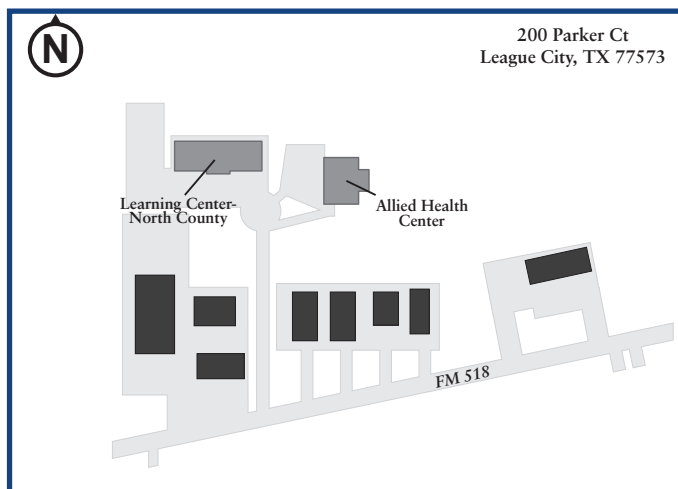 N
200 Parker Ct
League City, TX 77573
Learning Center-
North County
Allied Health
Center
FM 518